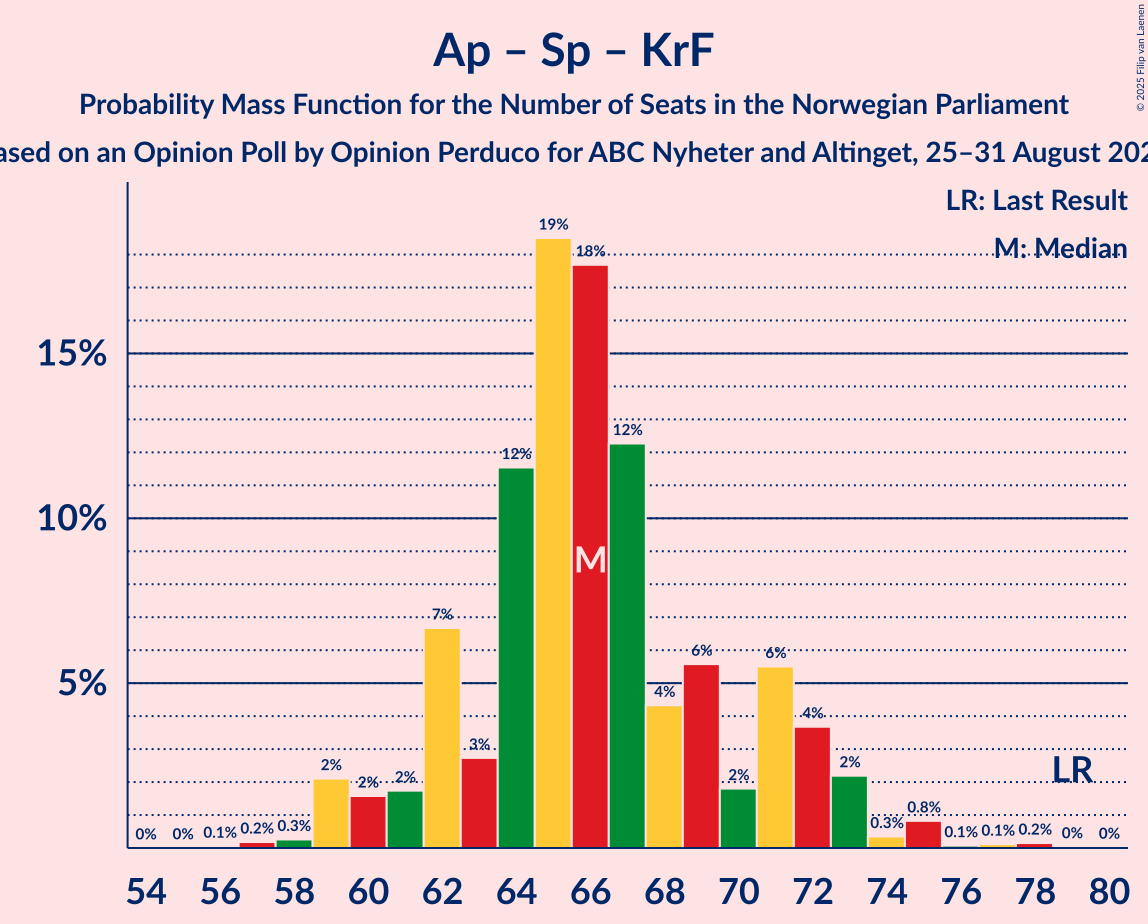 Ap – Sp – KrF
Probability Mass Function for the Number of Seats in the Norwegian Parliament
on an Opinion Poll by Opinion Perduco for ABC Nyheter and Altinget, 25–31 August
© 2025 Filip van Laenen
LR: Last Result
M: Median
15%
10%
5%
0% 0% 0.1% 0.2% 0.3% 2% 2% 2% 7% 3% 12% 19% 18% 12% 4% 6% 2% 6% 4% 2% 0.3% 0.8% 0.1% 0.1% 0.2% 0% 0%
M
LR
54 56 58 60 62 64 66 68 70 72 74 76 78 80